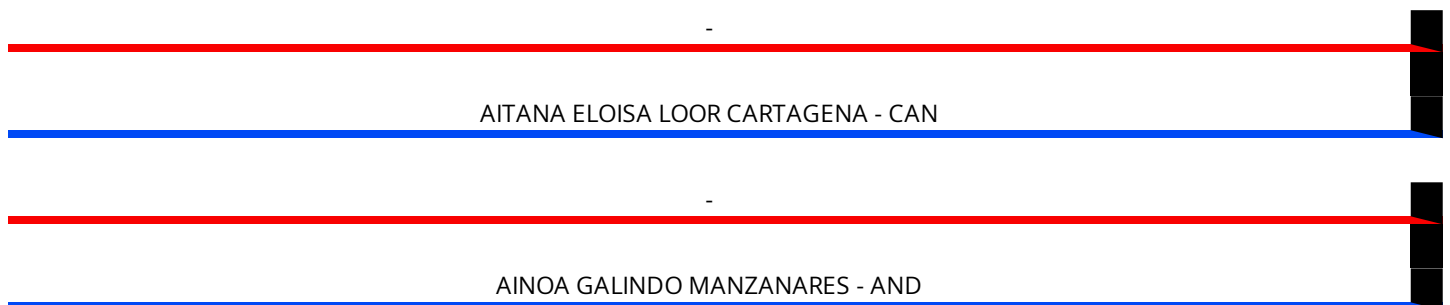 -
AITANA ELOISA LOOR CARTAGENA - CAN
-
AINOA GALINDO MANZANARES - AND